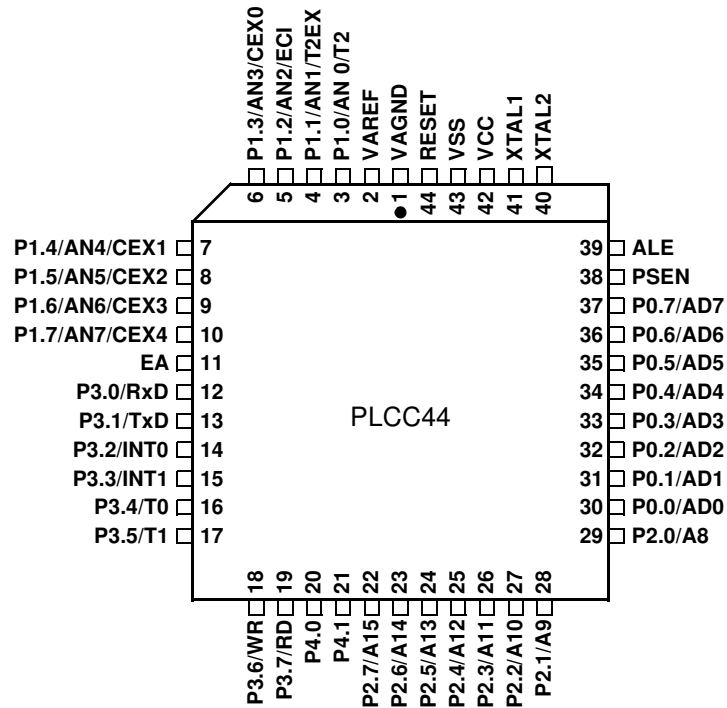 P1.3/AN3/CEX0
P1.2/AN2/ECI
P1.1/AN1/T2EX
P1.0/AN 0/T2
VAREF
VAGND
RESET
VSS
VCC
XTAL1
XTAL2
6 5 4 3 2 1 44 43 42 41 40
P1.4/AN4/CEX1 7
P1.5/AN5/CEX2 8
P1.6/AN6/CEX3 9
P1.7/AN7/CEX4 10
EA 11
P3.0/RxD 12
P3.1/TxD 13
P3.2/INT0 14
P3.3/INT1 15
P3.4/T0 16
P3.5/T1 17
PLCC44
39 ALE
38 PSEN
37 P0.7/AD7
36 P0.6/AD6
35 P0.5/AD5
34 P0.4/AD4
33 P0.3/AD3
32 P0.2/AD2
31 P0.1/AD1
30 P0.0/AD0
29 P2.0/A8
18 19 20 21 22 23 24 25 26 27 28
P3.6/WR
P3.7/RD
P4.0
P4.1
P2.7/A15
P2.6/A14
P2.5/A13
P2.4/A12
P2.3/A11
P2.2/A10
P2.1/A9